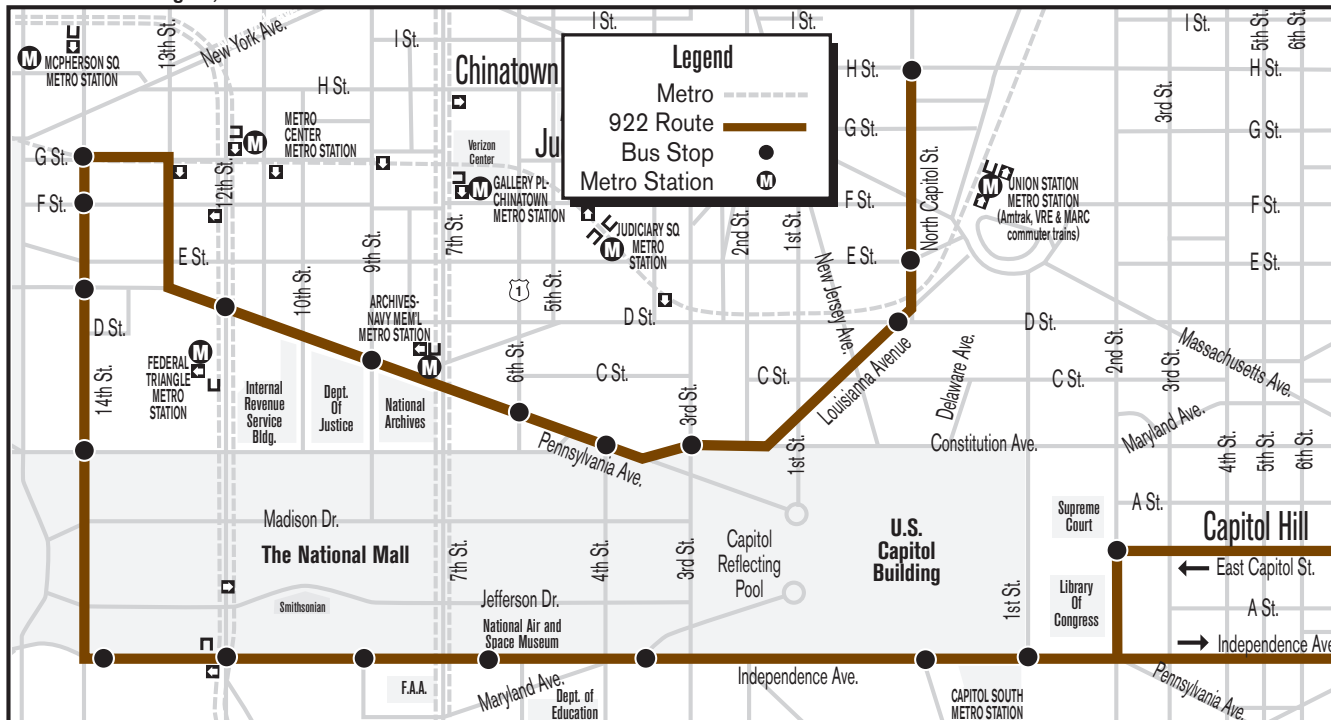 I St.
I St.
I St.
I St.
13th St.
New York Ave.
5th St.
6th St.
MCPHERSON SQ
METRO STATION
Chinatown
Legend
Metro
922 Route
Bus Stop
Metro Station
H St.
H St.
H St.
3rd St.
METRO
CENTER
METRO STATION
Verizon
Center
Ju
G St.
G St.
G St.
12th St.
GALLERY PL-
CHINATOWN
METRO STATION
UNION STATION
METRO STATION
(Amtrak, VRE & MARC
commuter trains)
North Capitol St.
F St.
F St.
F St.
7th St.
9th St.
JUDICIARY SQ
METRO
STATION
2nd St.
1st St.
E St.
E St.
E St.
10th St.
1
5th St.
New Jersey Ave.
ARCHIVES-
NAVY MEM'L
METRO STATION
D St.
D St.
D St.
Louisianna Avenue
Delaware Ave.
2nd St.
3rd St.
Massachusetts Ave.
FEDERAL
TRIANGLE
METRO
STATION
14th St.
Internal
Revenue
Service
Bldg.
Dept.
Of
Justice
National
Archives
6th St.
C St.
C St.
C St.
3rd St.
Pennsylvania Ave.
1st St.
Constitution Ave.
Maryland Ave.
4th St.
5th St.
6th St.
Madison Dr.
The National Mall
7th St.
4th St.
3rd St.
Capitol
Reflecting
Pool
U.S.
Capitol
Building
Supreme
Court
A St.
Capitol Hill
East Capitol St.
Smithsonian
Jefferson Dr.
National Air and
Space Museum
1st St.
Library
Of
Congress
A St.
Independence Ave
F.A.A.
Maryland Ave.
Dept. of
Education
Independence Ave.
CAPITOL SOUTH
METRO STATION
Pennsylvania Ave.
M
M
M
M
M
M
M
M